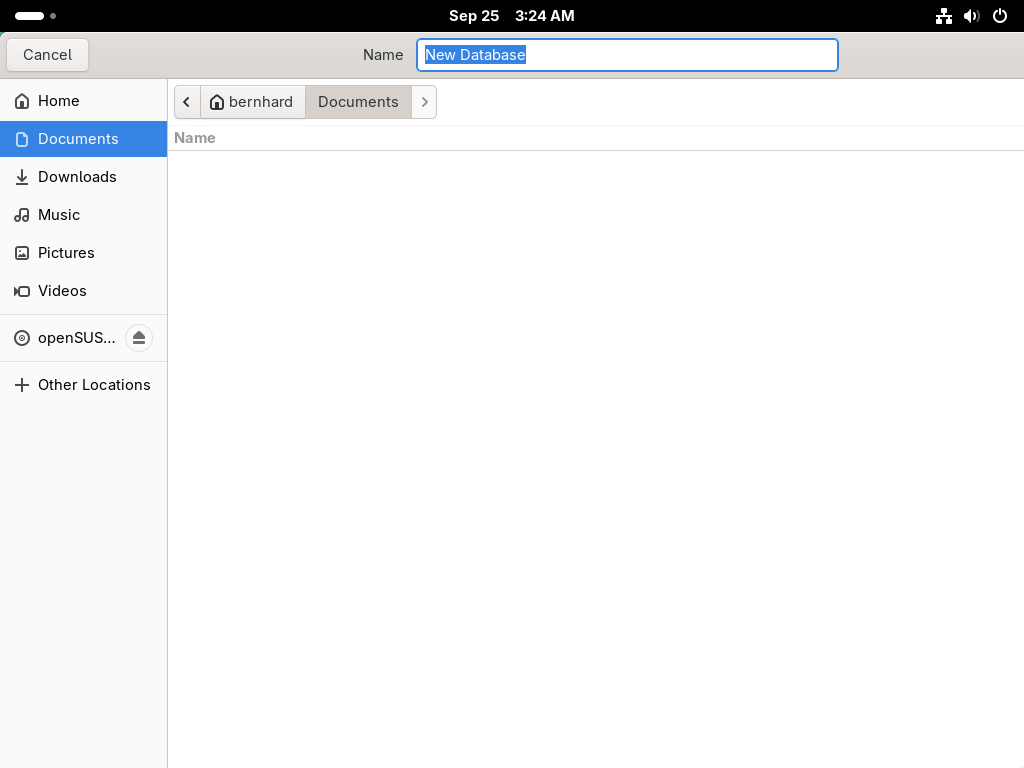 Sep 25 3:24 AM
Cancel
Name
New Database
Home
Documents
Downloads
Music
Pictures
Videos
openSUS...
Other Locations
bernhard
Documents
Name